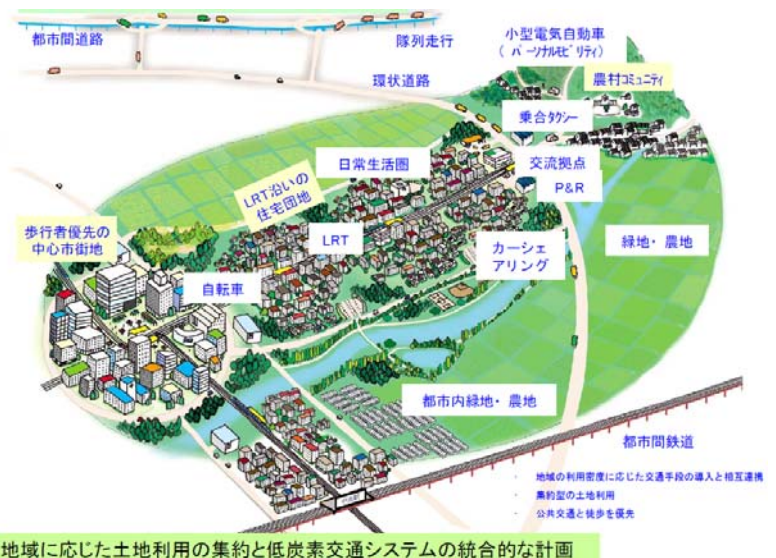 都市間道路
隊列走行
小型電気自動車
(パーソナルモビリティ)
環状道路
農村コミュニティ
乗合タクシー
日常生活圏
交流拠点
P&R
LRT沿いの
住宅団地
歩行者優先の
中心市街地
LRT
緑地・農地
カーシェ
アリング
自転車
都市内緑地・農地
都市間鉄道
・ 地域の利用密度に応じた交通手段の導入と相互連携
・ 集約型の土地利用
・ 公共交通と徒歩を優先
地域に応じた土地利用の集約と低炭素交通システムの統合的な計画